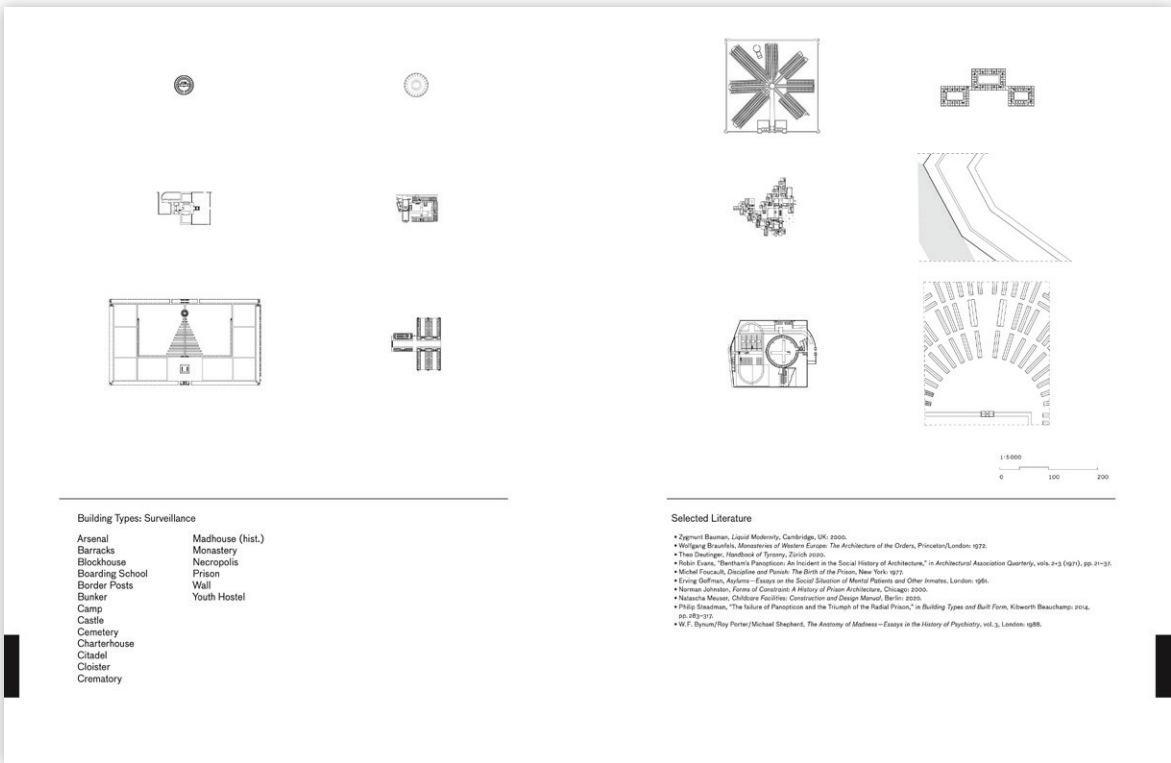 1:5000
0 100 200
Building Types: Surveillance
Arsenal
Barracks
Blockhouse
Boarding School
Border Posts
Bunker
Camp
Castle
Cemetery
Charterhouse
Citadel
Cloister
Crematory
Madhouse (hist.)
Monastery
Necropolis
Prison
Wall
Youth Hostel
Selected Literature
• Zygmunt Bauman, Liquid Modernity, Cambridge, UK: 2000.
• Wolfgang Braunfels, Monasteries of Western Europe: The Architecture of the Orders, Princeton/London: 1972.
• Theo Deutinger, Handbook of Tyranny, Zürich 2020.
• Robin Evans, "Bentham's Panopticon: An Incident in the Social History of Architecture," in Architectural Association Quarterly, vols. 2+3 (1971), pp. 21–37.
• Michel Foucault, Discipline and Punish: The Birth of the Prison, New York: 1977.
• Erving Goffman, Asylums—Essays on the Social Situation of Mental Patients and Other Inmates, London: 1961.
• Norman Johnston, Forms of Constraint: A History of Prison Architecture, Chicago: 2000.
• Natascha Meuser, Childcare Facilities: Construction and Design Manual, Berlin: 2020.
• Philip Steadman, "The failure of Panopticon and the Triumph of the Radial Prison," in Building Types and Built Form, Kibworth Beauchamp: 2014,
pp. 283–317.
• W.F. Bynum/Roy Porter/Michael Shepherd, The Anatomy of Madness—Essays in the History of Psychiatry, vol. 3, London: 1988.